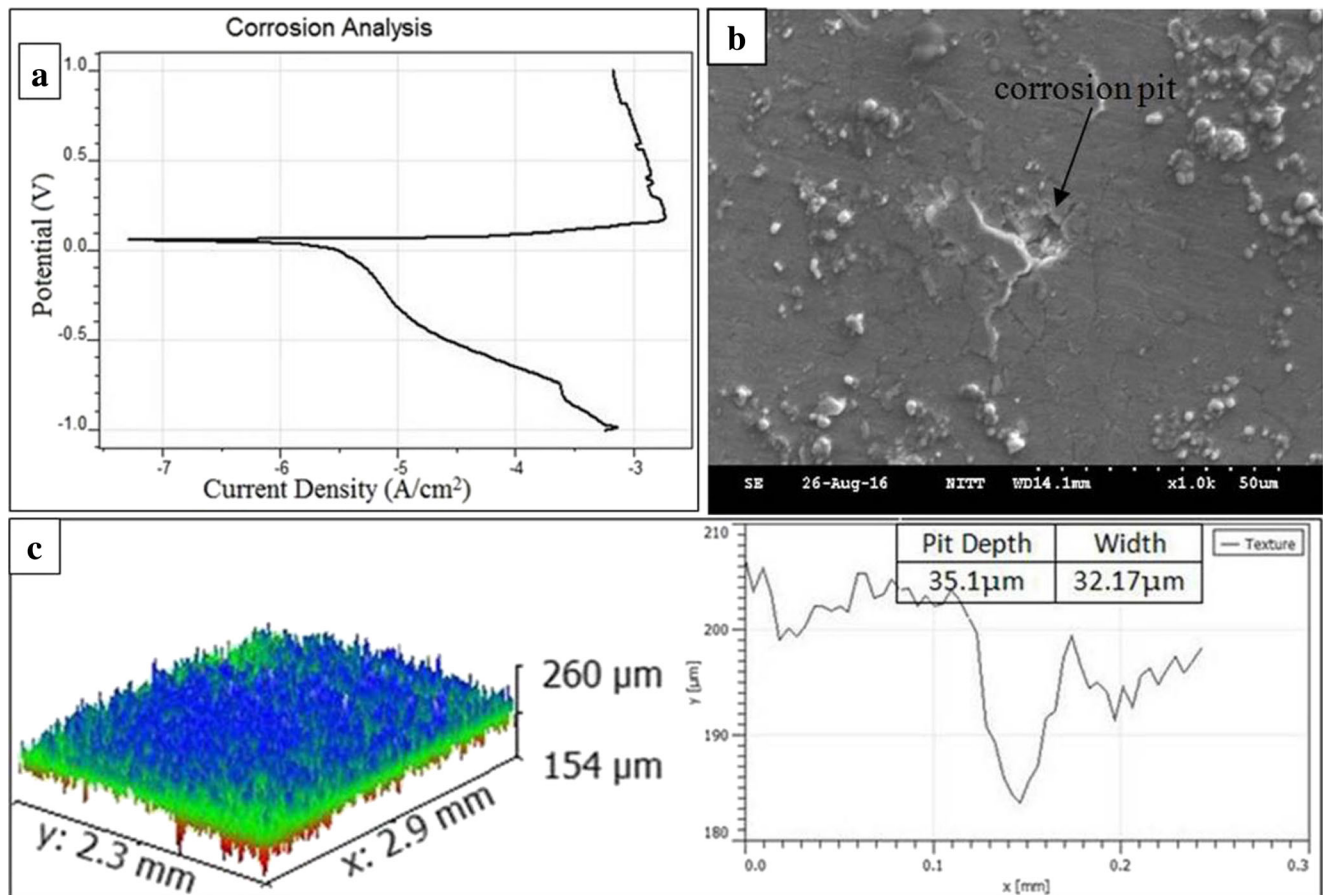 a
Corrosion Analysis
1.0
0.5
0.0
-0.5
-1.0
Potential (V)
-7 -6 -5 -4 -3
Current Density (A/cm²)
b
corrosion pit
SE 26-Aug-16 NITT WD14.1mm x1.0k 50um
c
260 µm
154 µm
y: 2.3 mm
x: 2.9 mm
Pit Depth Width
35.1µm 32.17µm
Texture
210
200
190
180
y [µm]
0.0 0.1 0.2 0.3
x [mm]